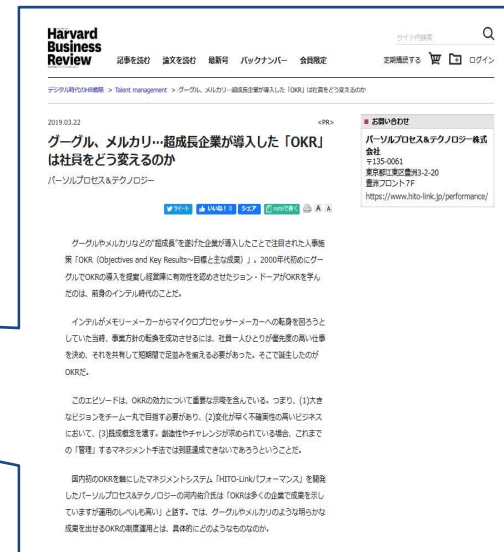 Harvard
Business
Review
記事を読む 論文を読む 最新号 バックナンバー 会員限定
サイト内検索
定期購読する ログイン
デジタル時代のHR戦略 > Talent management > グーグル、メルカリ…超成長企業が導入した「OKR」は社員をどう変えるのか
2019.03.22
<PR>
グーグル、メルカリ…超成長企業が導入した「OKR」
は社員をどう変えるのか
パーソルプロセス&テクノロジー
ツイート いいね! 0 シェア noteで書く A A
グーグルやメルカリなどの"超成長"を遂げた企業が導入したことで注目された人事施
策「OKR（Objectives and Key Results～目標と主な成果）」。2000年代初めにグー
グルでOKRの導入を提案し経営陣に有効性を認めさせたジョン・ドーアがOKRを学ん
だのは、前身のインテル時代のことだ。
インテルがメモリーメーカーからマイクロプロセッサーメーカーへの転身を図ろうと
していた当時、事業方針の転換を成功させるには、社員一人ひとりが優先度の高い仕事
を決め、それを共有して短期間で足並みを揃える必要があった。そこで誕生したのが
OKRだ。
このエピソードは、OKRの効力について重要な示唆を含んでいる。つまり、(1)大き
なビジョンをチーム一丸で目指す必要があり、(2)変化が早く不確実性の高いビジネス
において、(3)既成概念を壊す。創造性やチャレンジが求められている場合、これまで
の「管理」するマネジメント手法では到底達成できないであろうということだ。
国内初のOKRを軸にしたマネジメントシステム「HITO-Linkパフォーマンス」を開発
したパーソルプロセス&テクノロジーの河内佑介氏は「OKRは多くの企業で成果を示し
ていますが運用のレベルも高い」と話す。では、グーグルやメルカリのような明らかな
成果を出せるOKRの制度運用とは、具体的にどのようなものなのか。
お問い合わせ
パーソルプロセス&テクノロジー株式
会社
〒135-0061
東京都江東区豊洲3-2-20
豊洲フロント7F
https://www.hito-link.jp/performance/